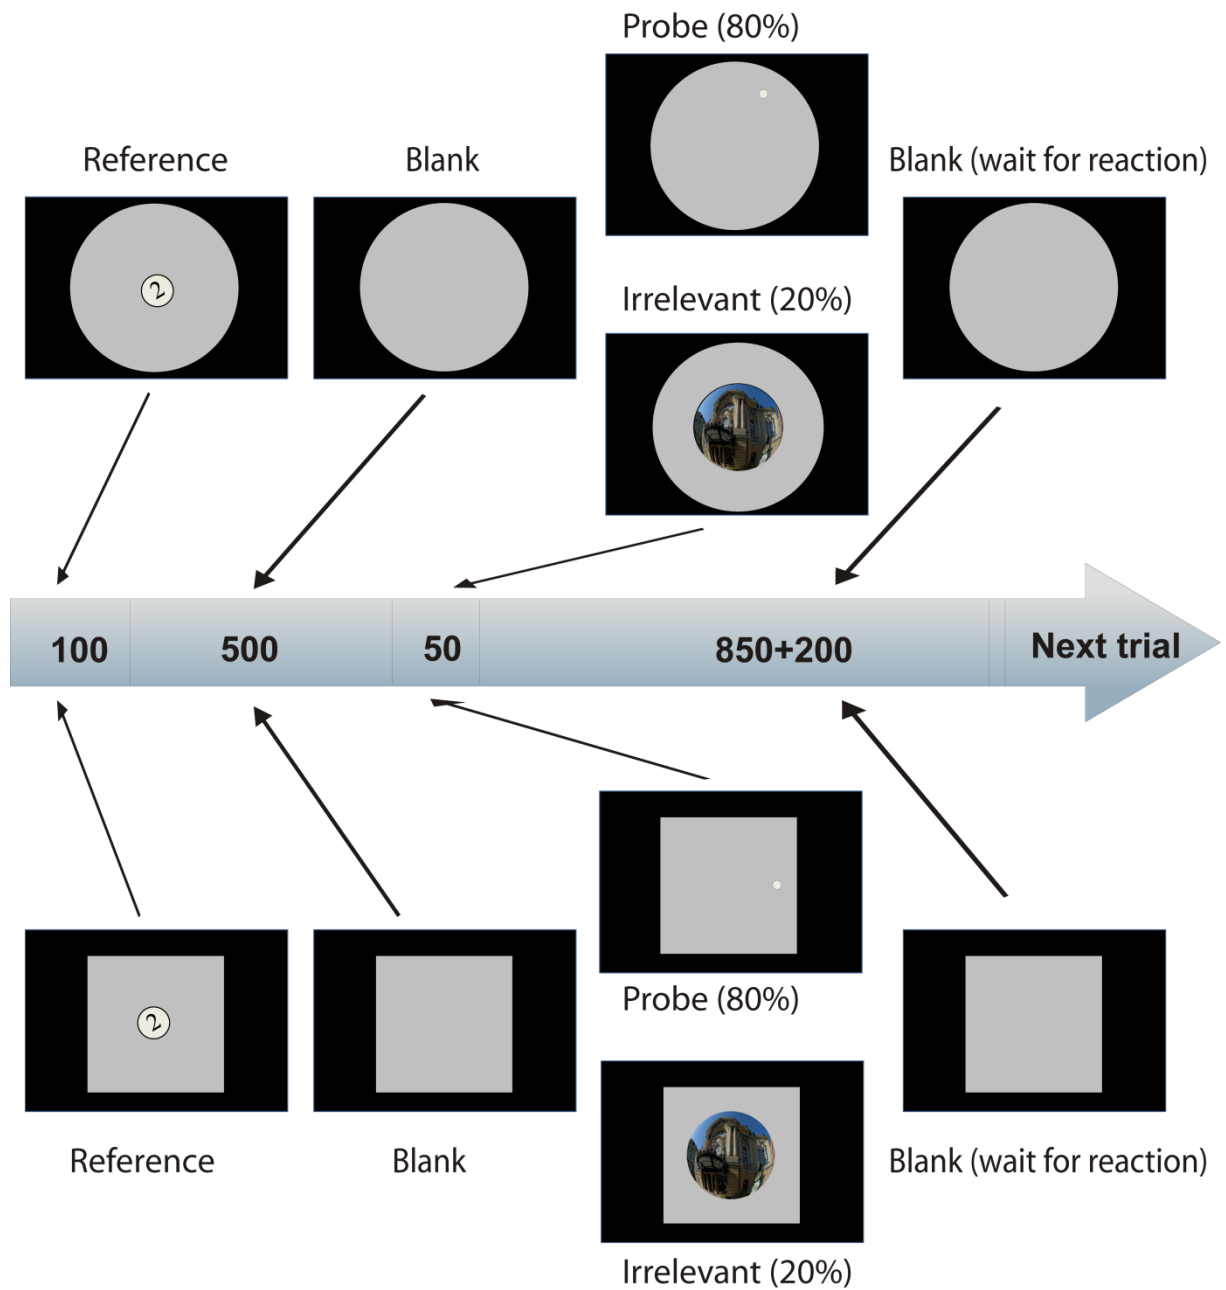 Probe (80%)
Reference
Blank
Blank (wait for reaction)
2
Irrelevant (20%)
100
500
50
850+200
Next trial
2
Probe (80%)
Reference
Blank
Blank (wait for reaction)
Irrelevant (20%)